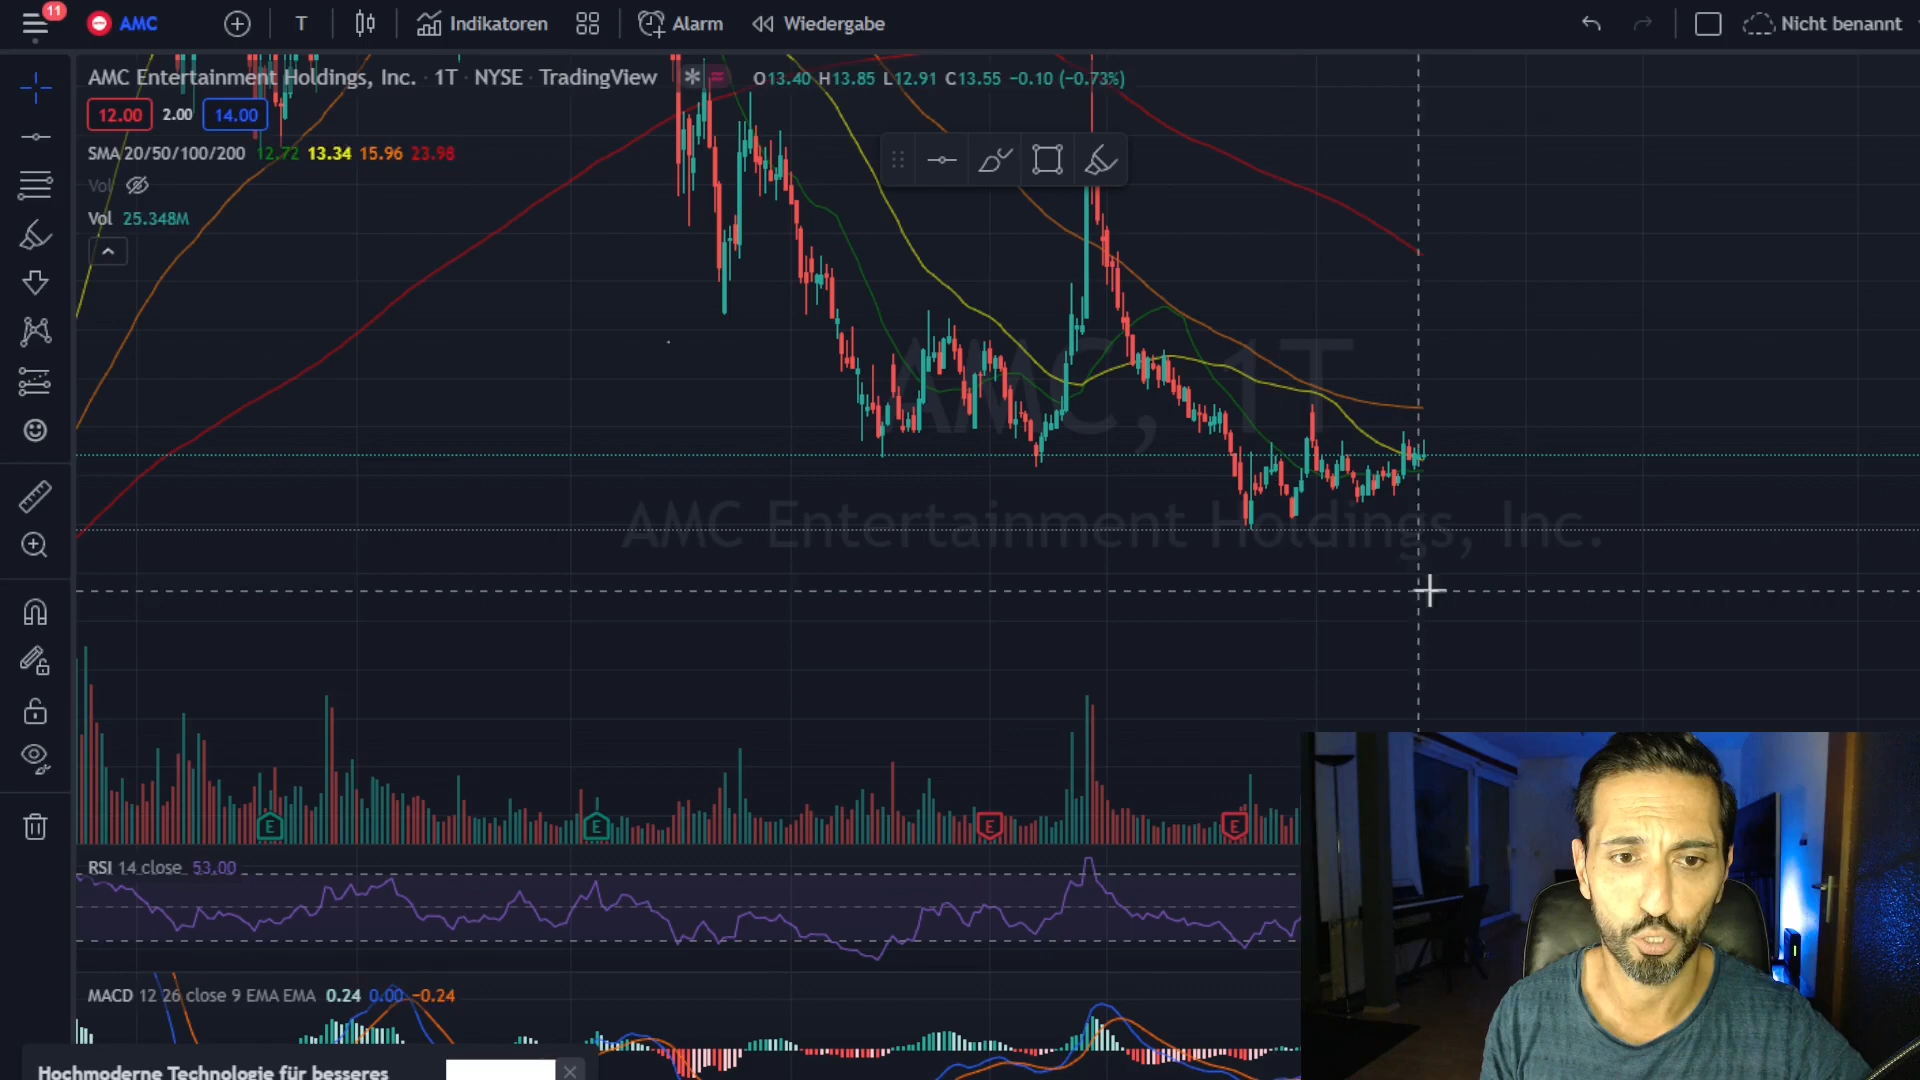 11 AMC T Indikatoren Alarm Wiedergabe Nicht benannt
AMC Entertainment Holdings, Inc. · 1T · NYSE · TradingView O13.40 H13.85 L12.91 C13.55 −0.10 (−0.73%)
12.00 2.00 14.00
SMA 20/50/100/200 12.72 13.34 15.96 23.98
Vol
Vol 25.348M
AMC, 1T
AMC Entertainment Holdings, Inc.
E E E E
RSI 14 close 53.00
MACD 12 26 close 9 EMA EMA 0.24 0.00 −0.24
Hochmoderne Technologie für besseres